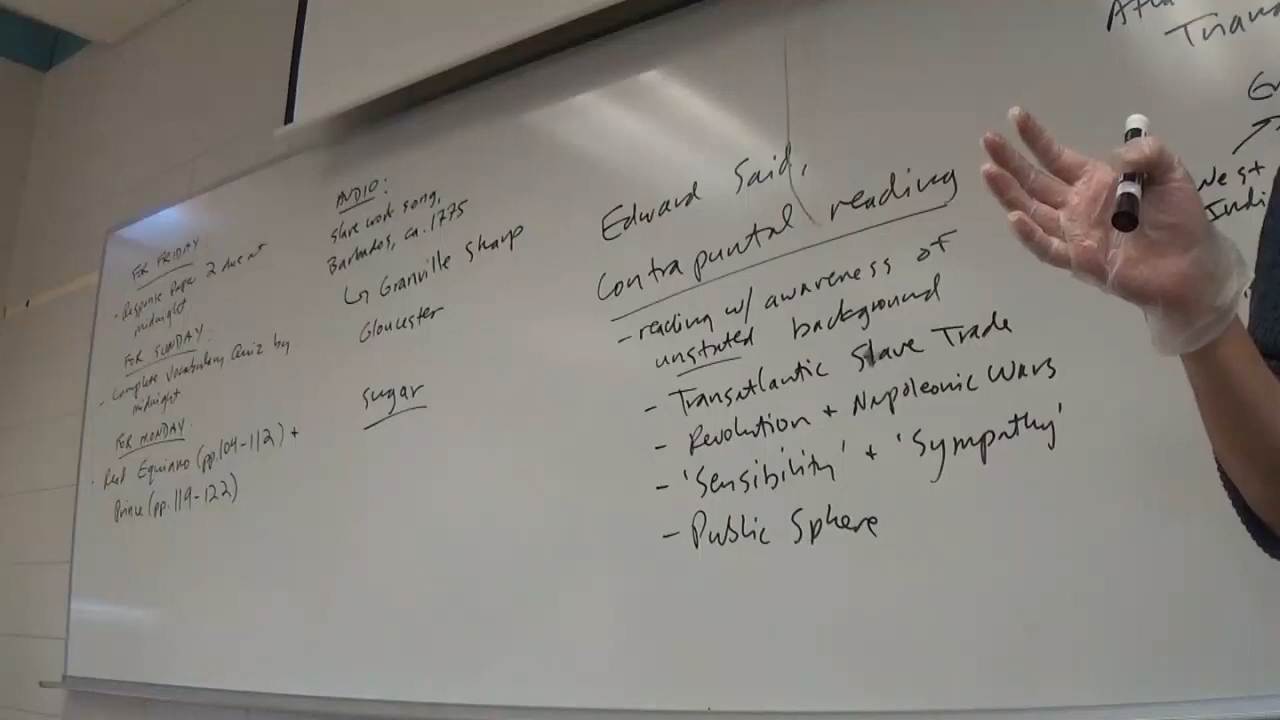 FOR FRIDAY:
- Response Paper 2 due at
midnight
FOR SUNDAY:
- Complete Vocabulary Quiz by
midnight
FOR MONDAY:
- Read Equiano (pp. 104-112) +
Prince (pp. 119-122)
AUDIO:
slave work song,
Barbados, ca. 1775
↳ Granville Sharp
Gloucester
sugar
Edward Said,
Contrapuntal reading
- reading w/ awareness of
unstated background
- Transatlantic Slave Trade
- Revolution + Napoleonic Wars
- 'Sensibility' + 'Sympathy'
- Public Sphere
West